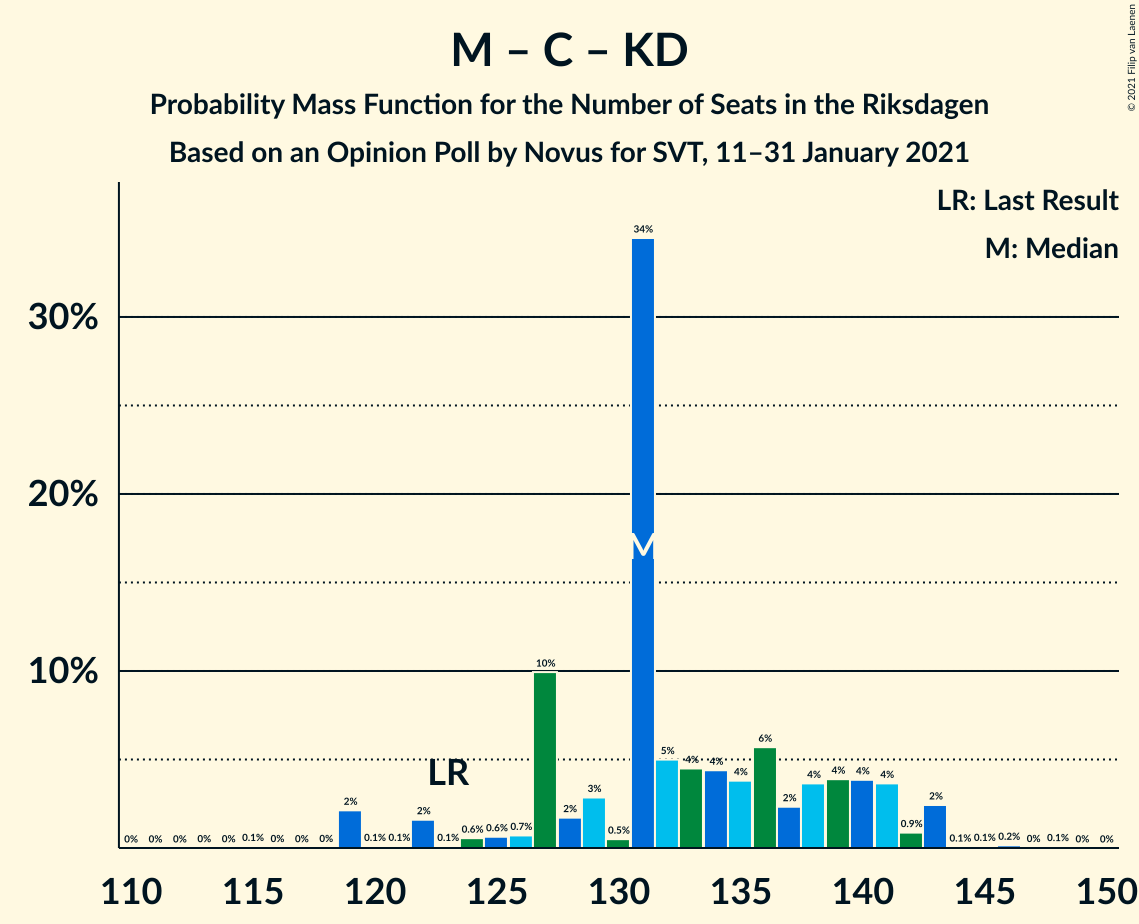 M – C – KD
Probability Mass Function for the Number of Seats in the Riksdagen
Based on an Opinion Poll by Novus for SVT, 11–31 January 2021
© 2021 Filip van Laenen
LR: Last Result
M: Median
34%
30%
20%
M
10%
10%
LR
0% 0% 0% 0% 0% 0.1% 0% 0% 0% 2% 0.1% 0.1% 2% 0.1% 0.6% 0.6% 0.7% 2% 3% 0.5% 5% 4% 4% 4% 6% 2% 4% 4% 4% 4% 0.9% 2% 0.1% 0.1% 0.2% 0% 0.1% 0% 0%
110 115 120 125 130 135 140 145 150